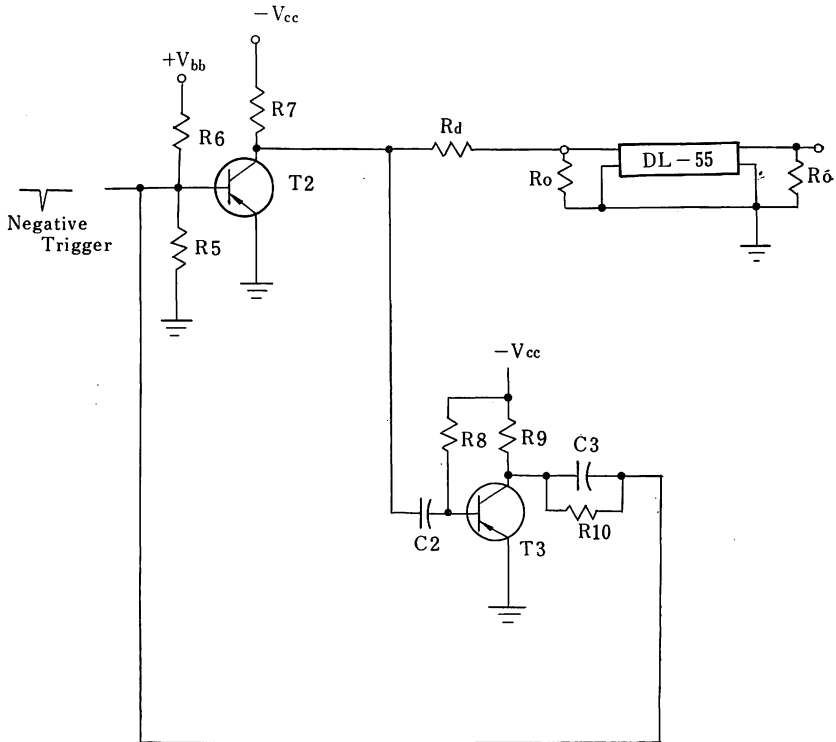 −Vcc
+Vbb
R7
R6
Rd
DL−55
T2
Ro
Ró
Negative
Trigger
R5
−Vcc
R8
R9
C3
R10
C2
T3